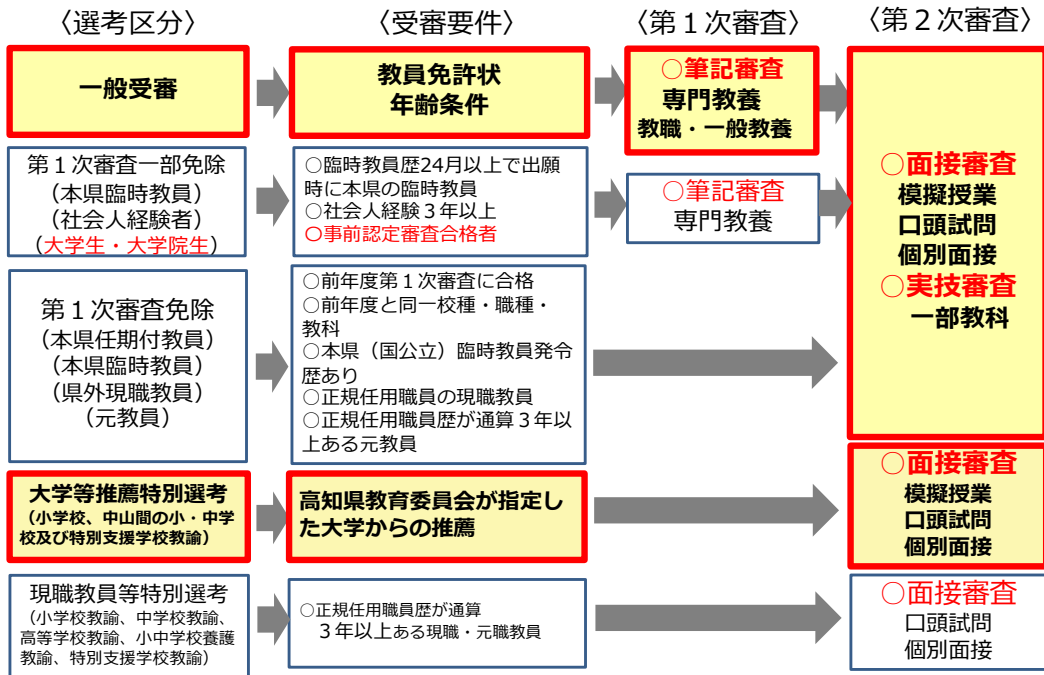 〈選考区分〉
〈受審要件〉
〈第１次審査〉
〈第２次審査〉
一般受審
教員免許状
年齢条件
○筆記審査
専門教養
教職・一般教養
第１次審査一部免除
（本県臨時教員）
（社会人経験者）
（大学生・大学院生）
○臨時教員歴24月以上で出願
時に本県の臨時教員
○社会人経験３年以上
○事前認定審査合格者
○筆記審査
専門教養
○面接審査
模擬授業
口頭試問
個別面接
○実技審査
一部教科
第１次審査免除
（本県任期付教員）
（本県臨時教員）
（県外現職教員）
（元教員）
○前年度第１次審査に合格
○前年度と同一校種・職種・
教科
○本県（国公立）臨時教員発令
歴あり
○正規任用職員の現職教員
○正規任用職員歴が通算３年以
上ある元教員
大学等推薦特別選考
（小学校、中山間の小・中学
校及び特別支援学校教諭）
高知県教育委員会が指定し
た大学からの推薦
○面接審査
模擬授業
口頭試問
個別面接
現職教員等特別選考
（小学校教諭、中学校教諭、
高等学校教諭、小中学校養護
教諭、特別支援学校教諭）
○正規任用職員歴が通算
３年以上ある現職・元職教員
○面接審査
口頭試問
個別面接